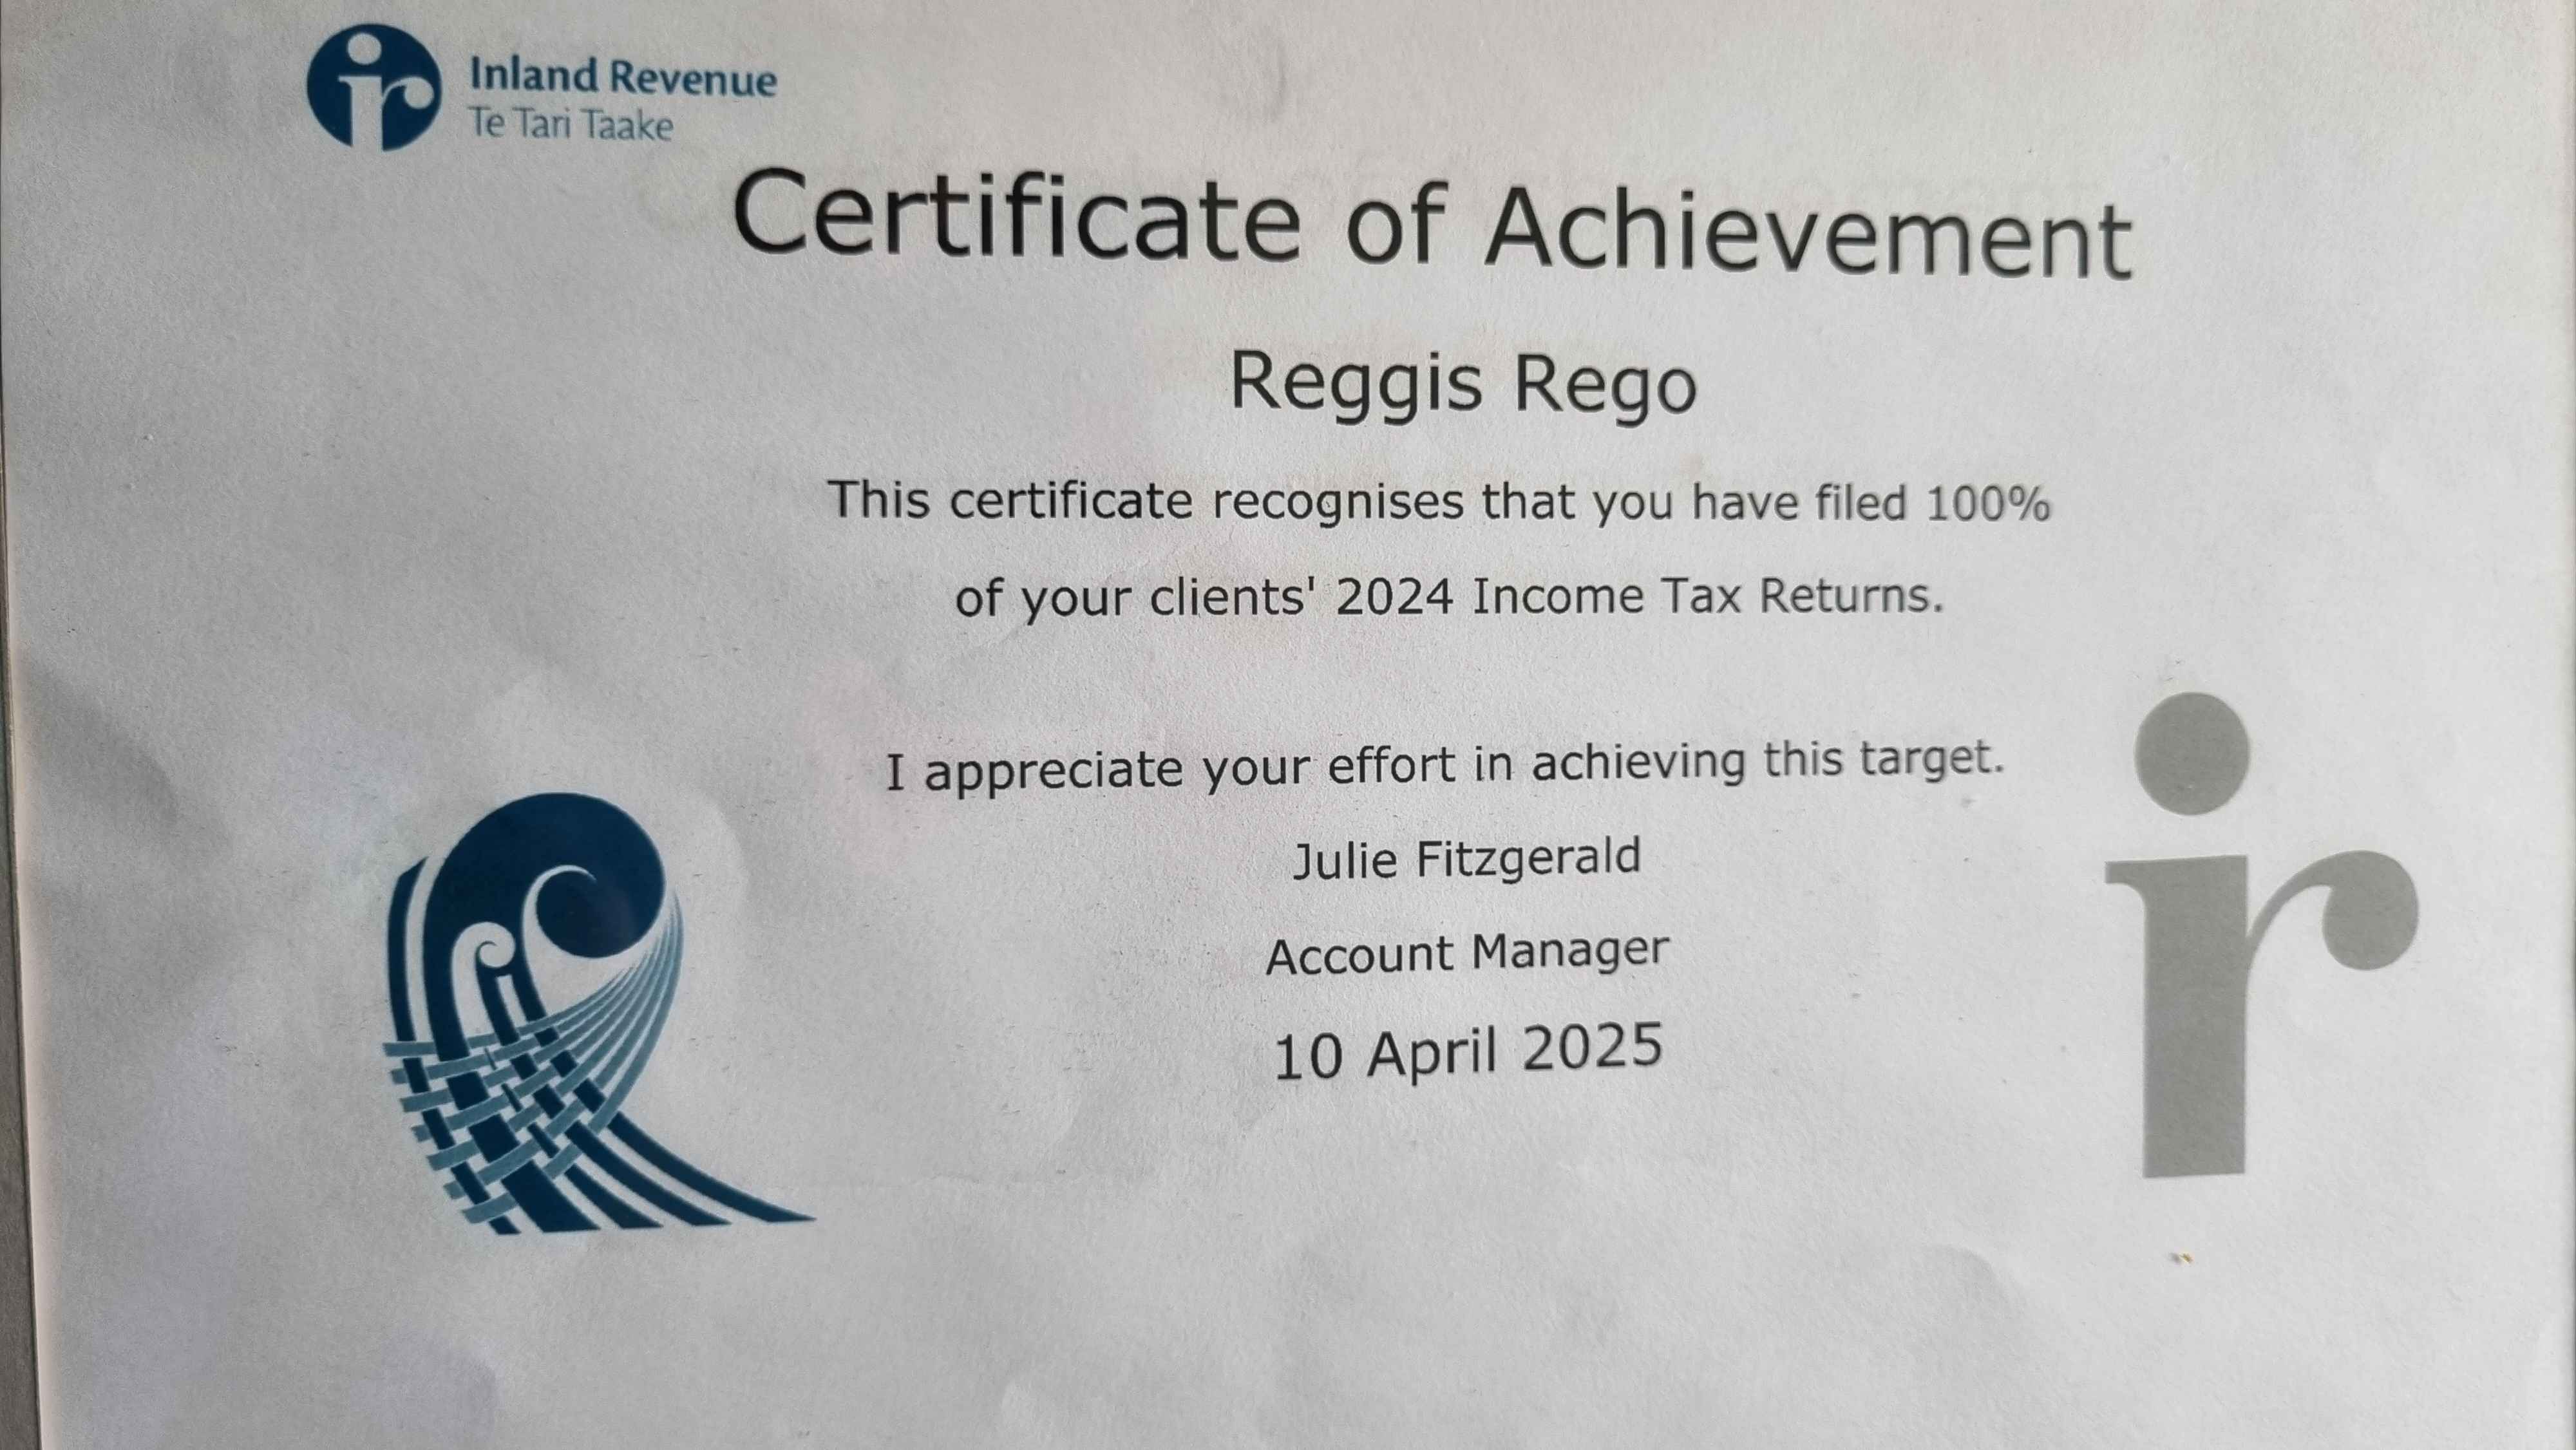 ir
Inland Revenue
Te Tari Taake
Certificate of Achievement
Reggis Rego
This certificate recognises that you have filed 100%
of your clients' 2024 Income Tax Returns.
I appreciate your effort in achieving this target.
Julie Fitzgerald
Account Manager
10 April 2025
ir